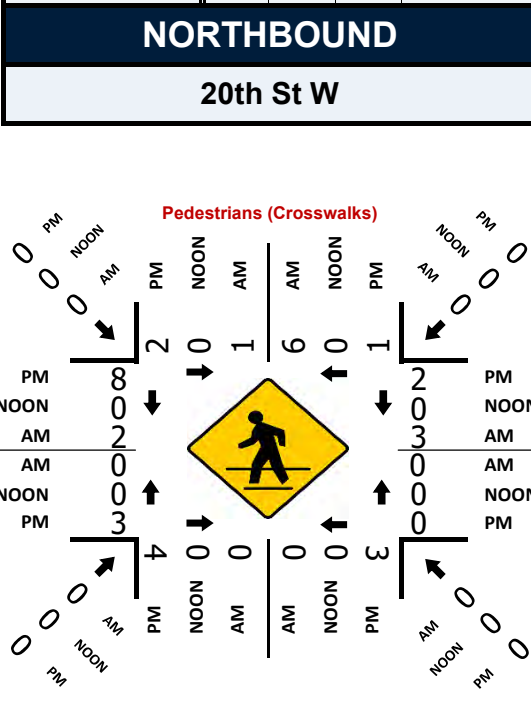 NORTHBOUND
20th St W
Pedestrians (Crosswalks)
PM NOON AM
0 0 0
PM NOON AM AM NOON PM
PM NOON AM
0 0 0
2 0 1 6 0 1
PM 8 2 PM
NOON 0 0 NOON
AM 2 3 AM
AM 0 0 AM
NOON 0 0 NOON
PM 3 0 PM
4 0 0 0 0 3
PM NOON AM AM NOON PM
0 0 0
AM NOON PM
0 0 0
AM NOON PM